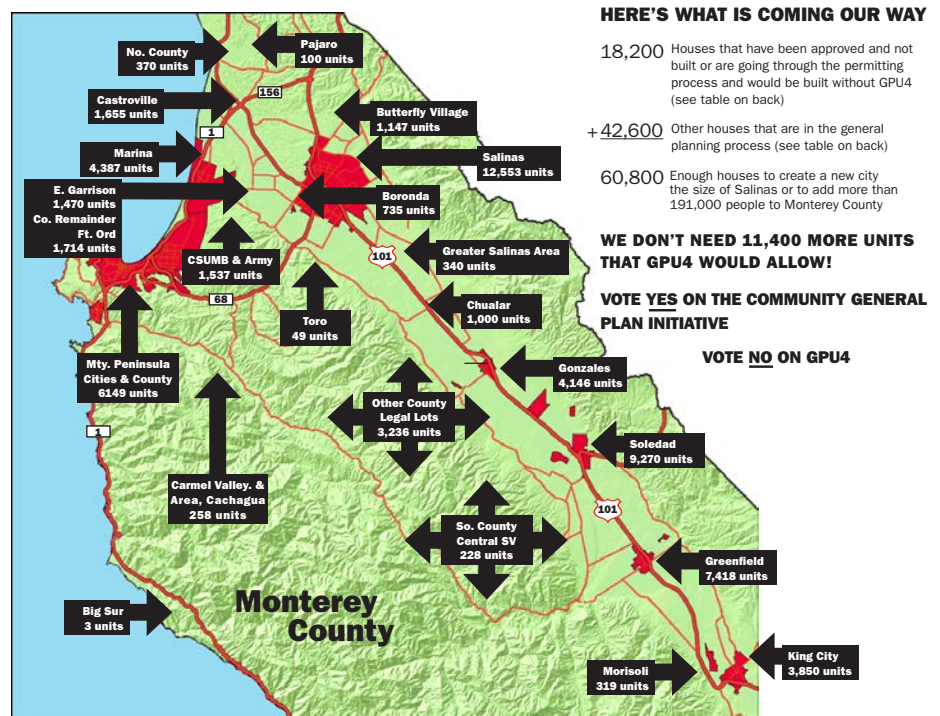 HERE'S WHAT IS COMING OUR WAY
18,200 Houses that have been approved and not
built or are going through the permitting
process and would be built without GPU4
(see table on back)
+42,600 Other houses that are in the general
planning process (see table on back)
60,800 Enough houses to create a new city
the size of Salinas or to add more than
191,000 people to Monterey County
WE DON'T NEED 11,400 MORE UNITS
THAT GPU4 WOULD ALLOW!
VOTE YES ON THE COMMUNITY GENERAL
PLAN INITIATIVE
VOTE NO ON GPU4
No. County
370 units
Pajaro
100 units
Castroville
1,655 units
156
Butterfly Village
1,147 units
1
Marina
4,387 units
Salinas
12,553 units
E. Garrison
1,470 units
Co. Remainder
Ft. Ord
1,714 units
Boronda
735 units
CSUMB & Army
1,537 units
101
Greater Salinas Area
340 units
68
Toro
49 units
Chualar
1,000 units
Mty. Peninsula
Cities & County
6149 units
Gonzales
4,146 units
Other County
Legal Lots
3,236 units
1
Soledad
9,270 units
Carmel Valley. &
Area, Cachagua
258 units
101
So. County
Central SV
228 units
Greenfield
7,418 units
Monterey
County
Big Sur
3 units
King City
3,850 units
Morisoli
319 units